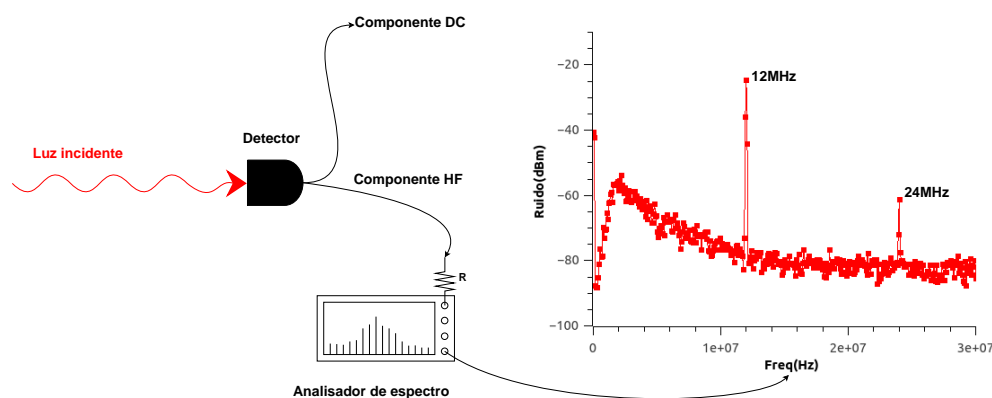 Componente DC
Luz incidente
Detector
Componente HF
R
Analisador de espectro
Ruido(dBm)
−20
−40
−60
−80
−100
12MHz
24MHz
0
1e+07
2e+07
3e+07
Freq(Hz)